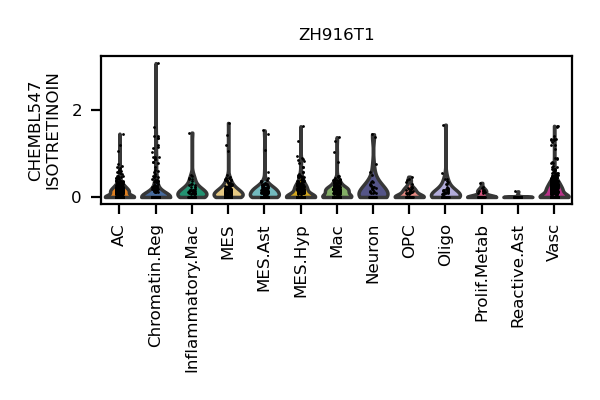 ZH916T1
CHEMBL547
ISOTRETINOIN
2
0
AC
Chromatin.Reg
Inflammatory.Mac
MES
MES.Ast
MES.Hyp
Mac
Neuron
OPC
Oligo
Prolif.Metab
Reactive.Ast
Vasc